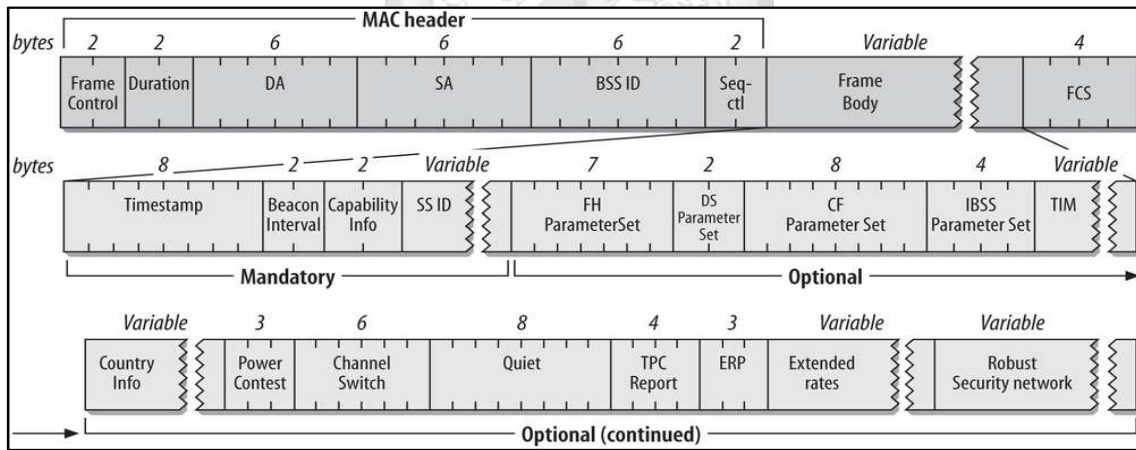 MAC header
bytes 2 2 6 6 6 2 Variable 4
Frame Control Duration DA SA BSS ID Seq-ctl Frame Body FCS
bytes 8 2 2 Variable 7 2 8 4 Variable
Timestamp Beacon Interval Capability Info SS ID FH ParameterSet DS Parameter Set CF Parameter Set IBSS Parameter Set TIM
Mandatory Optional
Variable 3 6 8 4 3 Variable Variable
Country Info Power Contest Channel Switch Quiet TPC Report ERP Extended rates Robust Security network
Optional (continued)